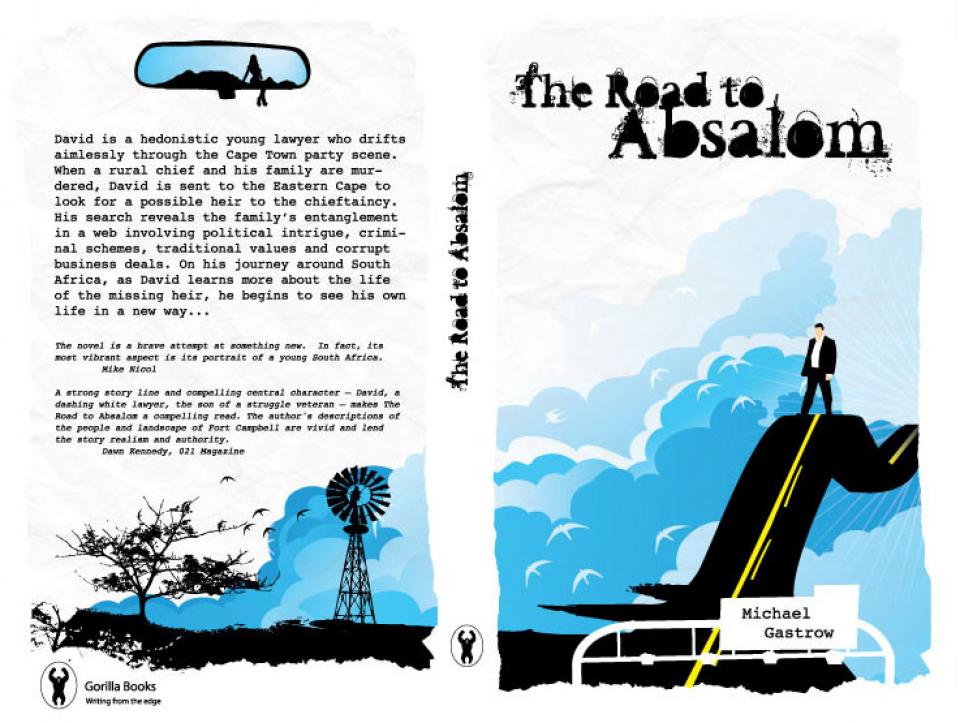 David is a hedonistic young lawyer who drifts
aimlessly through the Cape Town party scene.
When a rural chief and his family are mur-
dered, David is sent to the Eastern Cape to
look for a possible heir to the chieftaincy.
His search reveals the family's entanglement
in a web involving political intrigue, crimi-
nal schemes, traditional values and corrupt
business deals. On his journey around South
Africa, as David learns more about the life
of the missing heir, he begins to see his own
life in a new way...
The novel is a brave attempt at something new. In fact, its
most vibrant aspect is its portrait of a young South Africa.
Mike Nicol
A strong story line and compelling central character – David, a
dashing white lawyer, the son of a struggle veteran – makes The
Road to Absalom a compelling read. The author's descriptions of
the people and landscape of Fort Campbell are vivid and lend
the story realism and authority.
Dawn Kennedy, 021 Magazine
Gorilla Books
Writing from the edge
The Road to Absalom
The Road to
Absalom
Michael
Gastrow